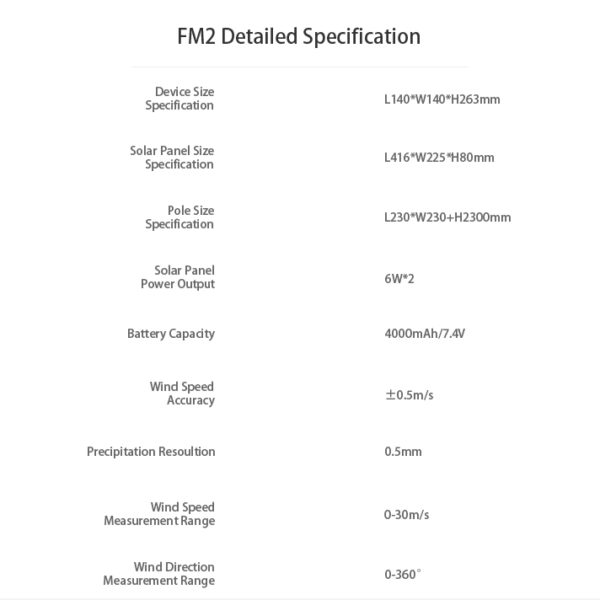 FM2 Detailed Specification
Device Size
Specification
L140*W140*H263mm
Solar Panel Size
Specification
L416*W225*H80mm
Pole Size
Specification
L230*W230+H2300mm
Solar Panel
Power Output
6W*2
Battery Capacity
4000mAh/7.4V
Wind Speed
Accuracy
±0.5m/s
Precipitation Resoultion
0.5mm
Wind Speed
Measurement Range
0-30m/s
Wind Direction
Measurement Range
0-360°